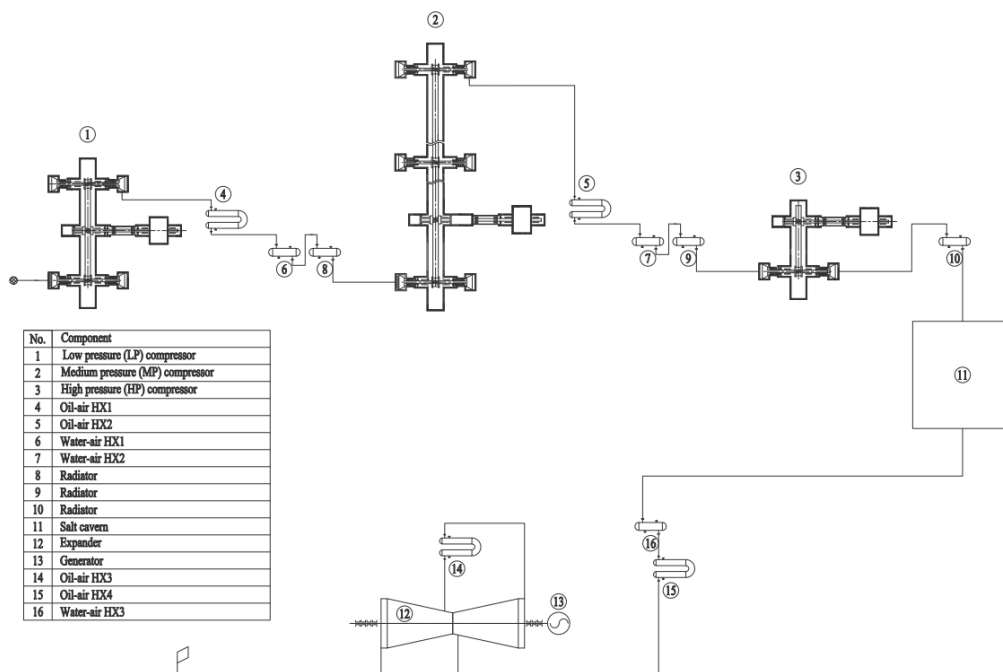 ②
①
④
⑤
③
⑥
⑧
⑦
⑨
⑩
⑪
No. Component
1 Low pressure (LP) compressor
2 Medium pressure (MP) compressor
3 High pressure (HP) compressor
4 Oil-air HX1
5 Oil-air HX2
6 Water-air HX1
7 Water-air HX2
8 Radiator
9 Radiator
10 Radiator
11 Salt cavern
12 Expander
13 Generator
14 Oil-air HX3
15 Oil-air HX4
16 Water-air HX3
⑯
⑭
⑮
⑬
⑫